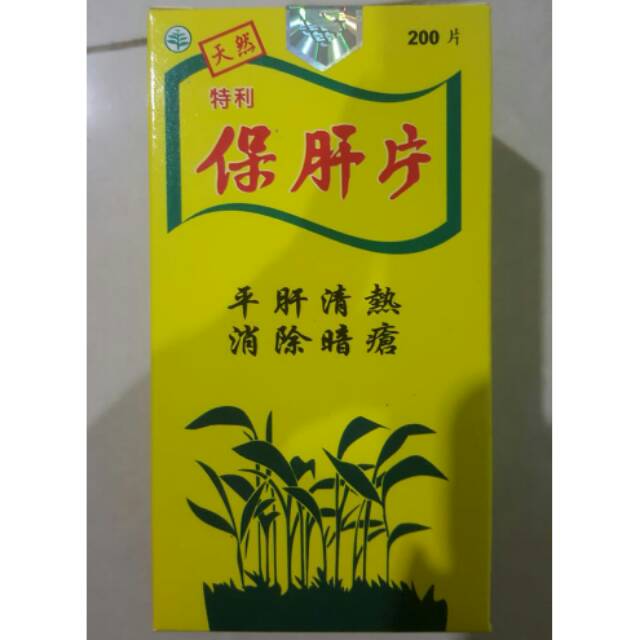 天然
200 片
特利
保肝片
平肝清熱
消除暗瘡